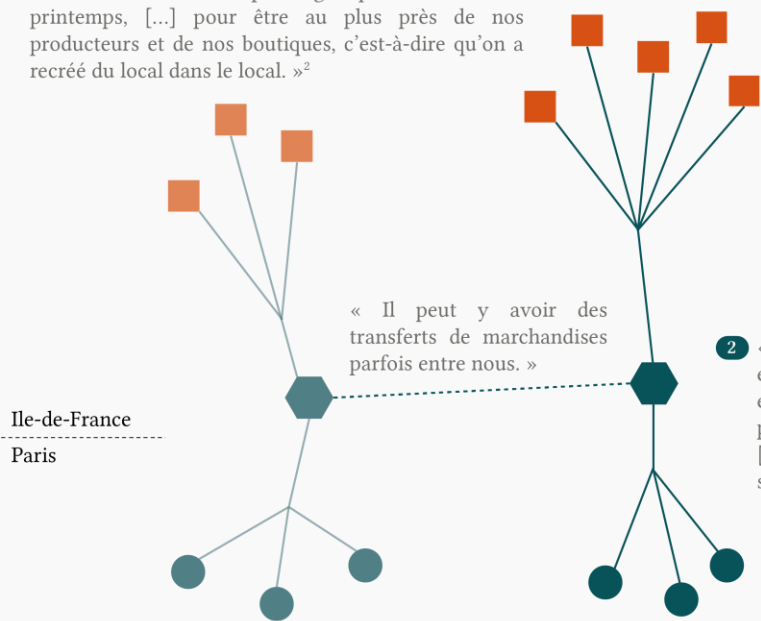 printemps, [...] pour être au plus près de nos
producteurs et de nos boutiques, c’est-à-dire qu’on a
recréé du local dans le local. »²
« Il peut y avoir des
transferts de marchandises
parfois entre nous. »
2 «
Ile-de-France
Paris